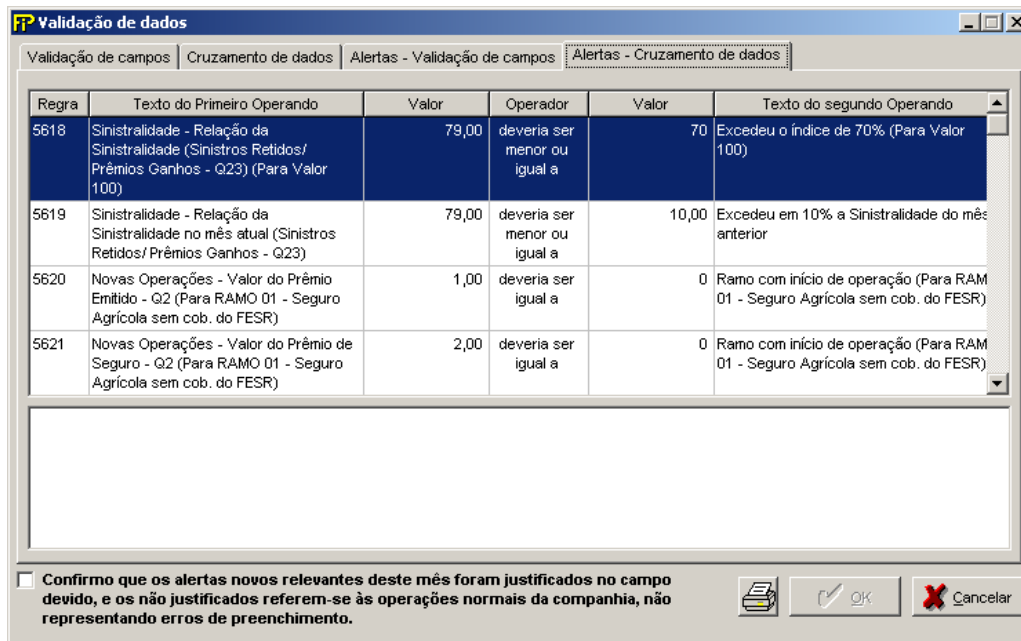 FIP Validação de dados
Validação de campos Cruzamento de dados Alertas - Validação de campos Alertas - Cruzamento de dados
Regra Texto do Primeiro Operando Valor Operador Valor Texto do segundo Operando
5618 Sinistralidade - Relação da 79,00 deveria ser 70 Excedeu o índice de 70% (Para Valor
Sinistralidade (Sinistros Retidos/ menor ou 100)
Prêmios Ganhos - Q23) (Para Valor igual a
100)
5619 Sinistralidade - Relação da 79,00 deveria ser 10,00 Excedeu em 10% a Sinistralidade do mês
Sinistralidade no mês atual (Sinistros menor ou anterior
Retidos/ Prêmios Ganhos - Q23) igual a
5620 Novas Operações - Valor do Prêmio 1,00 deveria ser 0 Ramo com início de operação (Para RAM
Emitido - Q2 (Para RAMO 01 - Seguro igual a 01 - Seguro Agrícola sem cob. do FESR)
Agrícola sem cob. do FESR)
5621 Novas Operações - Valor do Prêmio de 2,00 deveria ser 0 Ramo com início de operação (Para RAM
Seguro - Q2 (Para RAMO 01 - Seguro igual a 01 - Seguro Agrícola sem cob. do FESR)
Agrícola sem cob. do FESR)
Confirmo que os alertas novos relevantes deste mês foram justificados no campo
devido, e os não justificados referem-se às operações normais da companhia, não
representando erros de preenchimento.
OK Cancelar